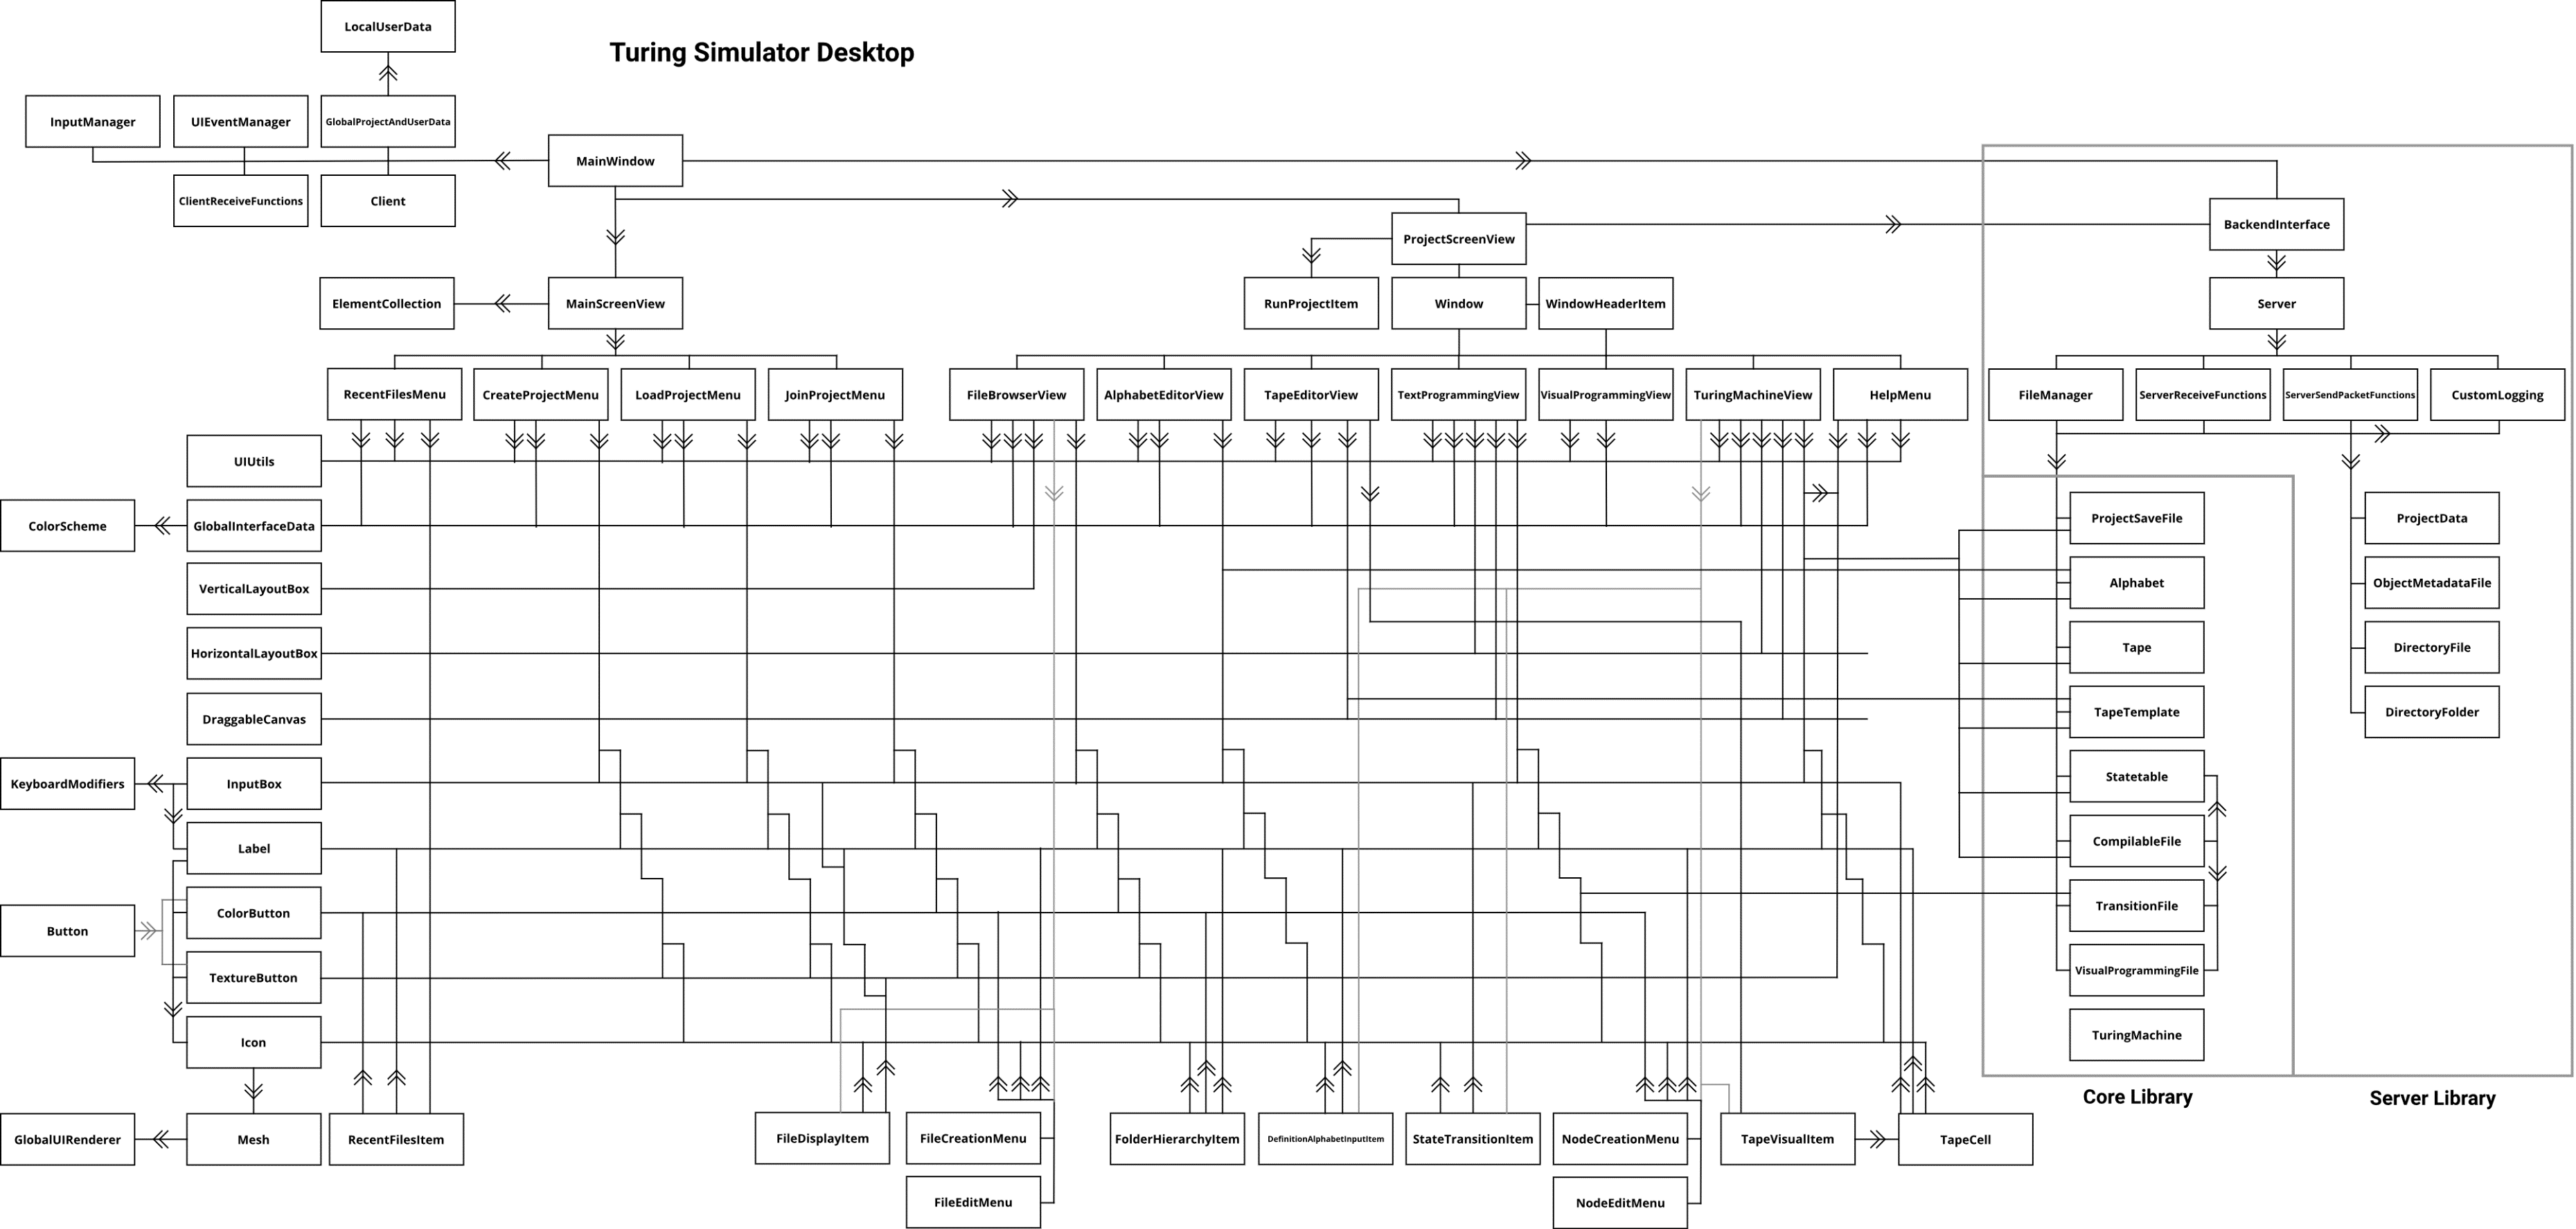 LocalUserData
Turing Simulator Desktop
InputManager
UIEventManager
GlobalProjectAndUserData
MainWindow
ClientReceiveFunctions
Client
ProjectScreenView
BackendInterface
ElementCollection
MainScreenView
RunProjectItem
Window
WindowHeaderItem
Server
RecentFilesMenu
CreateProjectMenu
LoadProjectMenu
JoinProjectMenu
FileBrowserView
AlphabetEditorView
TapeEditorView
TextProgrammingView
VisualProgrammingView
TuringMachineView
HelpMenu
FileManager
ServerReceiveFunctions
ServerSendPacketFunctions
CustomLogging
UIUtils
ColorScheme
GlobalInterfaceData
ProjectSaveFile
ProjectData
VerticalLayoutBox
Alphabet
ObjectMetadataFile
HorizontalLayoutBox
Tape
DirectoryFile
DraggableCanvas
TapeTemplate
DirectoryFolder
KeyboardModifiers
InputBox
Statetable
Label
CompilableFile
Button
ColorButton
TransitionFile
TextureButton
VisualProgrammingFile
Icon
TuringMachine
Core Library
Server Library
GlobalUIRenderer
Mesh
RecentFilesItem
FileDisplayItem
FileCreationMenu
FolderHierarchyItem
DefinitionAlphabetInputItem
StateTransitionItem
NodeCreationMenu
TapeVisualItem
TapeCell
FileEditMenu
NodeEditMenu